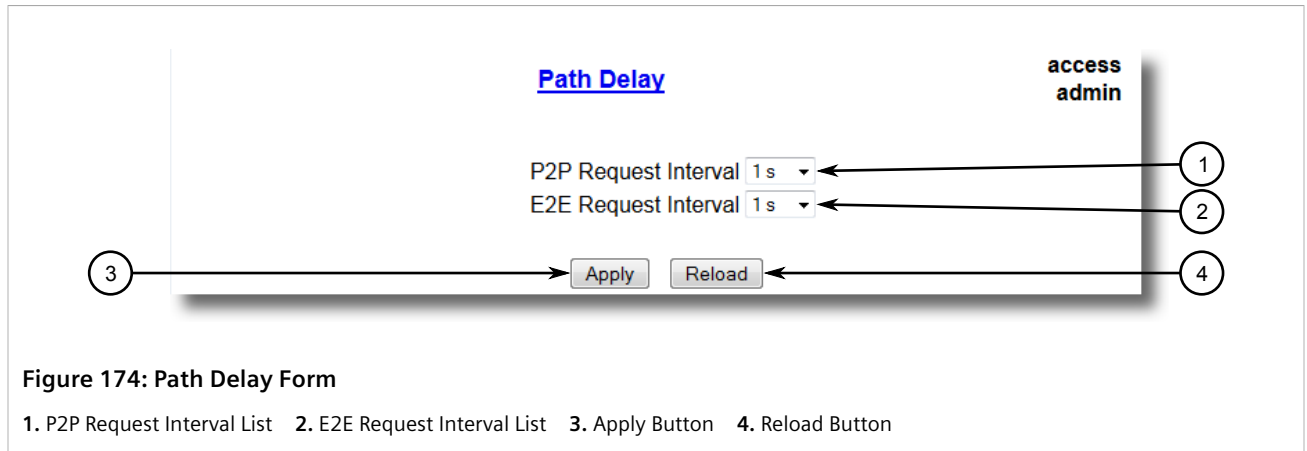 Path Delay
access
admin
P2P Request Interval 1 s
1
E2E Request Interval 1 s
2
3
Apply Reload
4
Figure 174: Path Delay Form
1. P2P Request Interval List 2. E2E Request Interval List 3. Apply Button 4. Reload Button